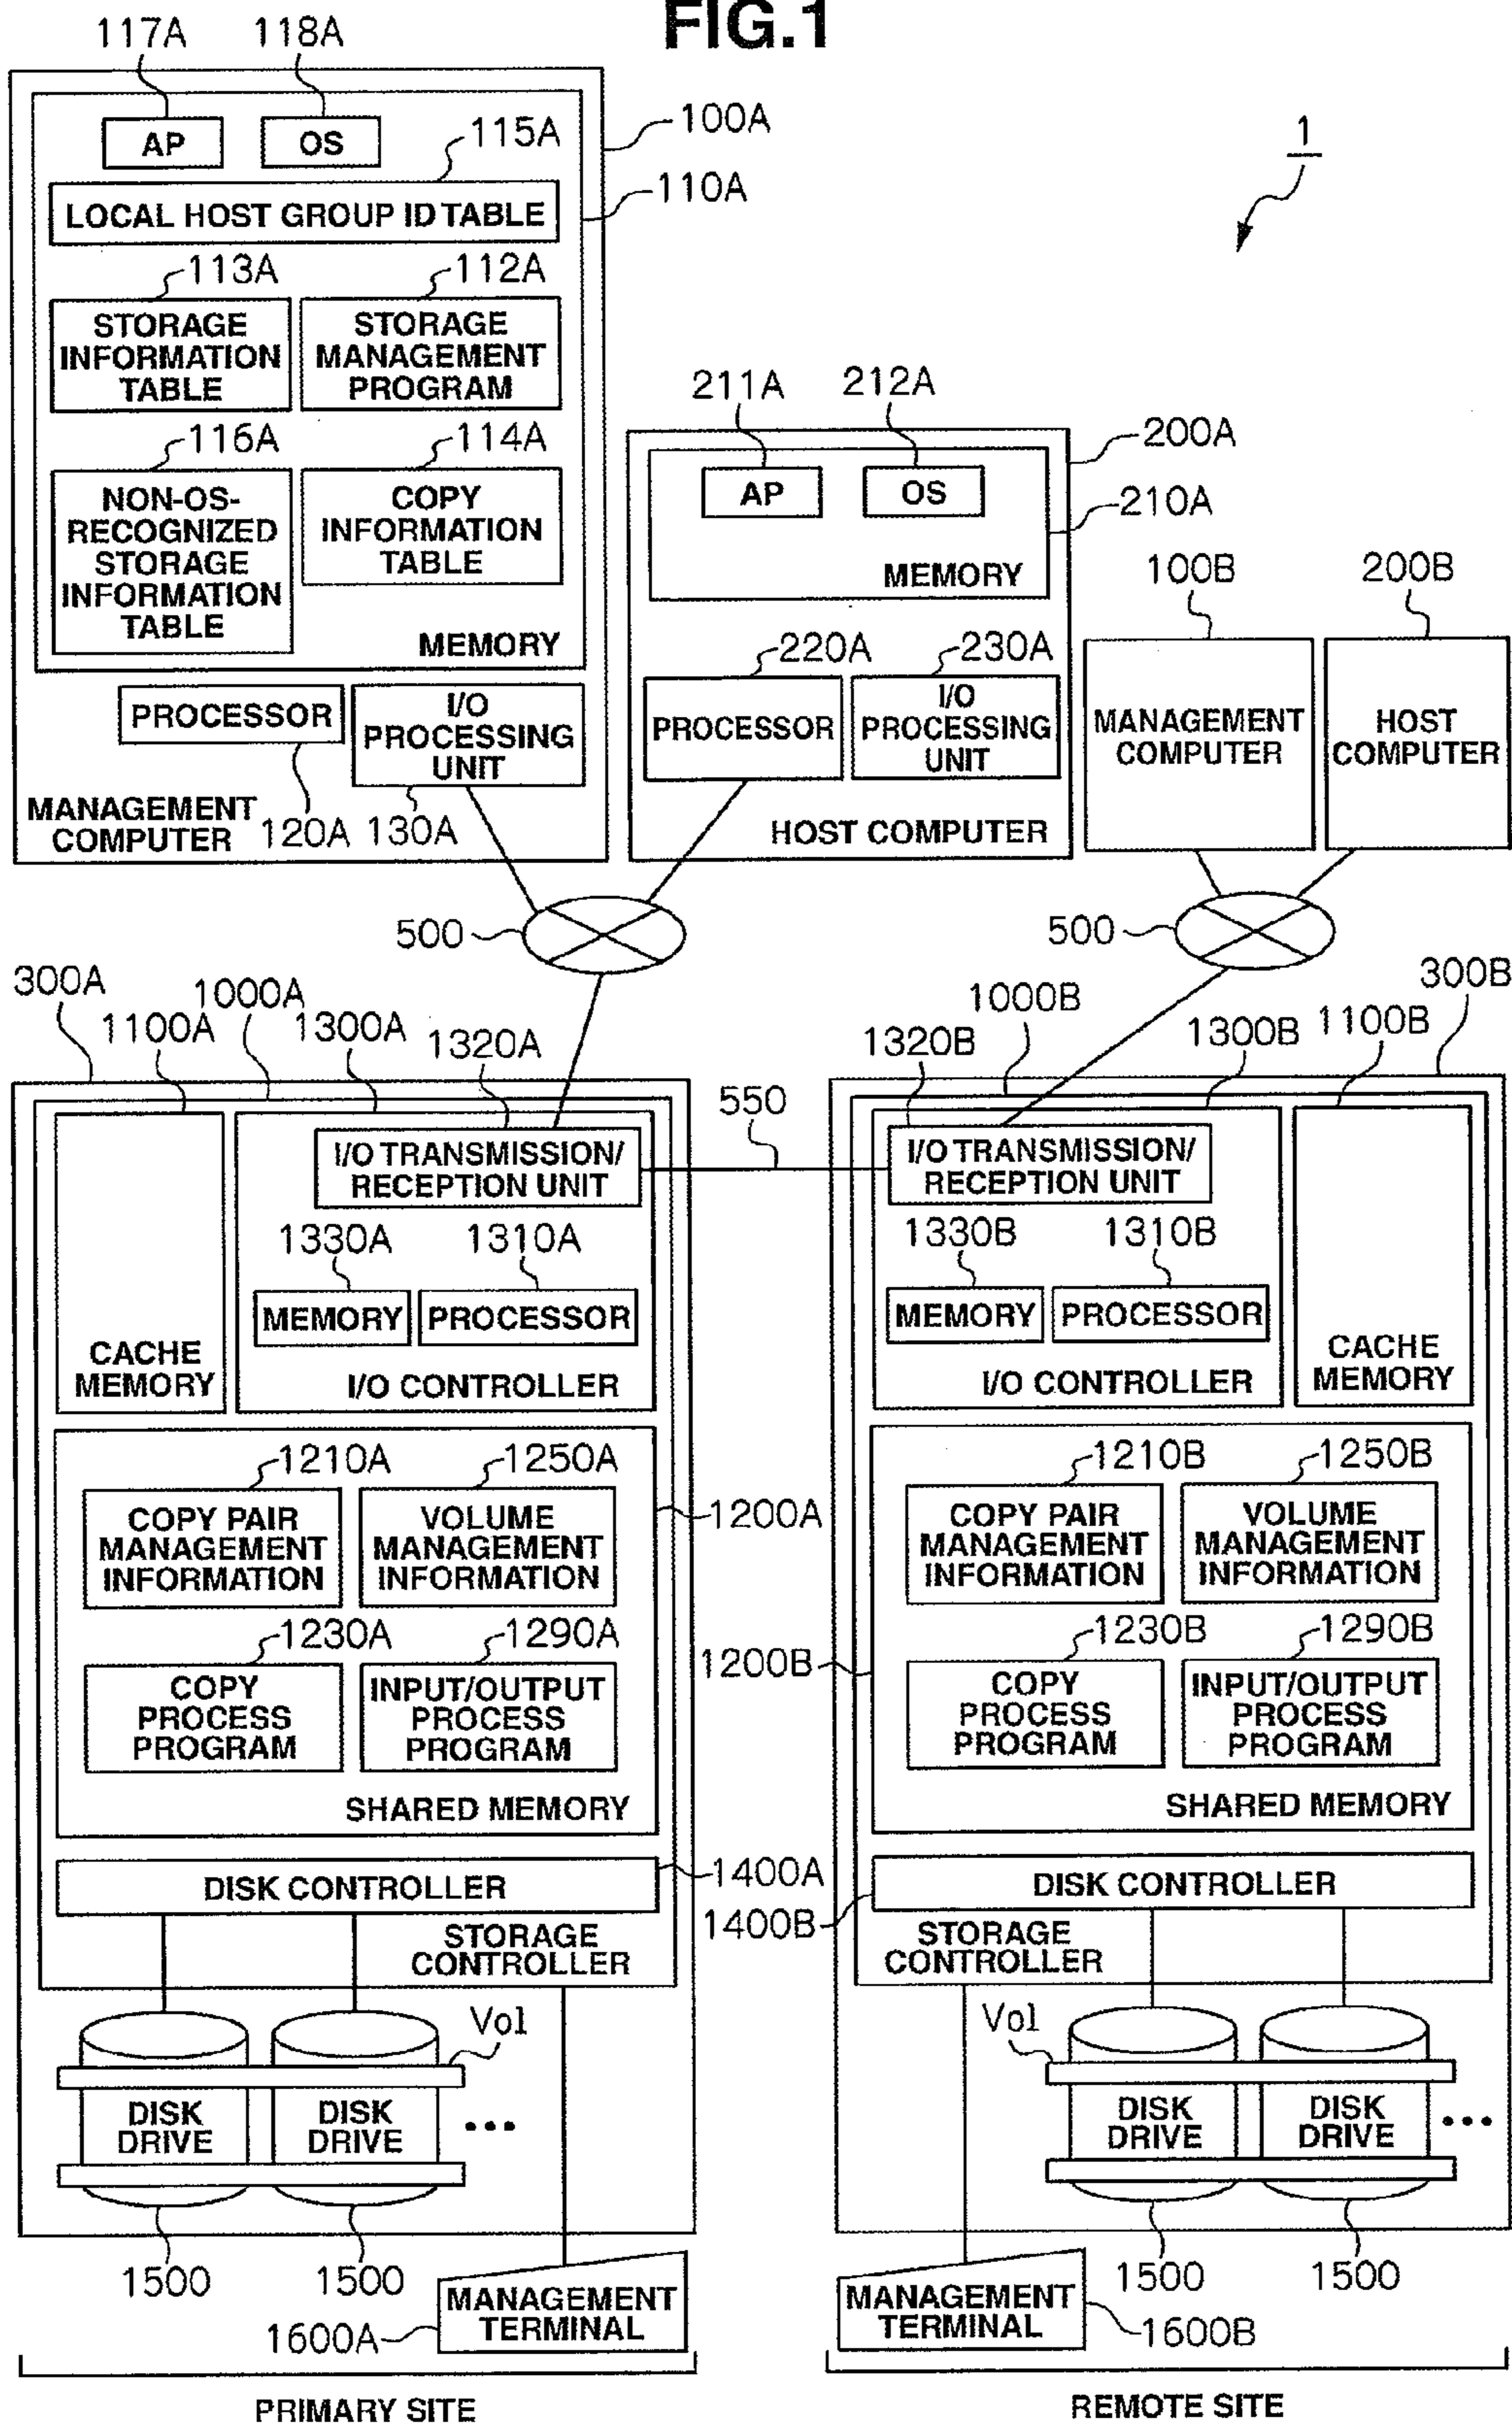 FIG.1
117A
118A
AP
OS
115A
100A
1
LOCAL HOST GROUP ID TABLE
110A
113A
112A
STORAGE
INFORMATION
TABLE
STORAGE
MANAGEMENT
PROGRAM
116A
114A
NON-OS-
RECOGNIZED
STORAGE
INFORMATION
TABLE
COPY
INFORMATION
TABLE
MEMORY
PROCESSOR
I/O
PROCESSING
UNIT
MANAGEMENT
COMPUTER
120A
130A
211A
212A
200A
AP
OS
210A
MEMORY
220A
230A
PROCESSOR
I/O
PROCESSING
UNIT
HOST COMPUTER
100B
200B
MANAGEMENT
COMPUTER
HOST
COMPUTER
500
500
300A
1000A
1100A
1300A
1320A
I/O TRANSMISSION/
RECEPTION UNIT
1330A
1310A
MEMORY
PROCESSOR
CACHE
MEMORY
I/O CONTROLLER
550
1000B
300B
1320B
1300B
1100B
I/O TRANSMISSION/
RECEPTION UNIT
1330B
1310B
MEMORY
PROCESSOR
I/O CONTROLLER
CACHE
MEMORY
1210A
1250A
1200A
COPY PAIR
MANAGEMENT
INFORMATION
VOLUME
MANAGEMENT
INFORMATION
1230A
1290A
COPY
PROCESS
PROGRAM
INPUT/OUTPUT
PROCESS
PROGRAM
SHARED MEMORY
1210B
1250B
COPY PAIR
MANAGEMENT
INFORMATION
VOLUME
MANAGEMENT
INFORMATION
1200B
1230B
1290B
COPY
PROCESS
PROGRAM
INPUT/OUTPUT
PROCESS
PROGRAM
SHARED MEMORY
DISK CONTROLLER
1400A
STORAGE
CONTROLLER
DISK CONTROLLER
1400B
STORAGE
CONTROLLER
Vol
DISK
DRIVE
DISK
DRIVE
...
1500
1500
MANAGEMENT
TERMINAL
1600A
Vol
DISK
DRIVE
DISK
DRIVE
...
1500
1500
MANAGEMENT
TERMINAL
1600B
PRIMARY SITE
REMOTE SITE